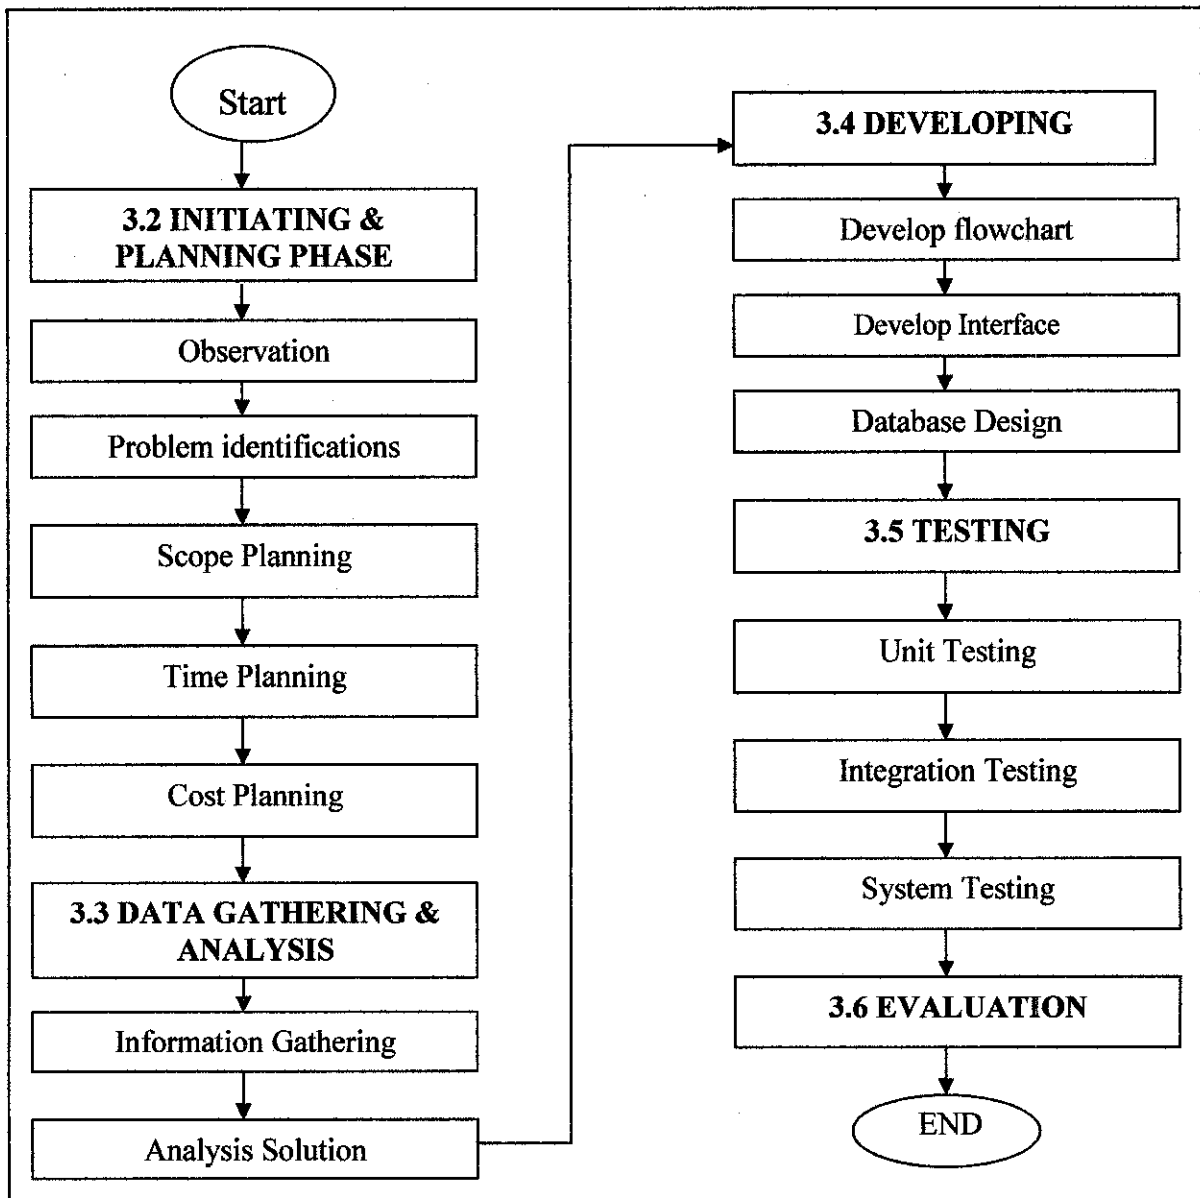 Start
3.2 INITIATING &
PLANNING PHASE
Observation
Problem identifications
Scope Planning
Time Planning
Cost Planning
3.3 DATA GATHERING &
ANALYSIS
Information Gathering
Analysis Solution
3.4 DEVELOPING
Develop flowchart
Develop Interface
Database Design
3.5 TESTING
Unit Testing
Integration Testing
System Testing
3.6 EVALUATION
END